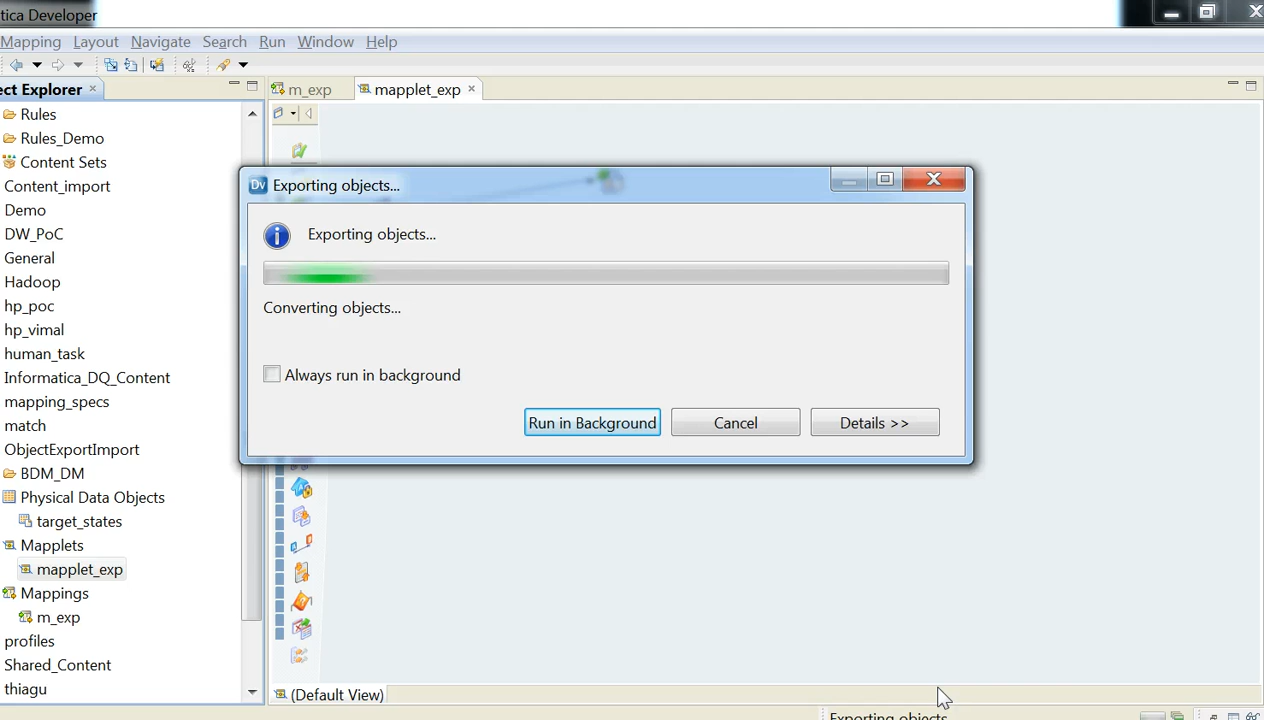 tica Developer
Mapping Layout Navigate Search Run Window Help
ect Explorer
m_exp
mapplet_exp
Rules
Rules_Demo
Content Sets
Content_import
Demo
DW_PoC
General
Hadoop
hp_poc
hp_vimal
human_task
Informatica_DQ_Content
mapping_specs
match
ObjectExportImport
BDM_DM
Physical Data Objects
target_states
Mapplets
mapplet_exp
Mappings
m_exp
profiles
Shared_Content
thiagu
Dv Exporting objects...
Exporting objects...
Converting objects...
Always run in background
Run in Background
Cancel
Details >>
(Default View)
Exporting objects